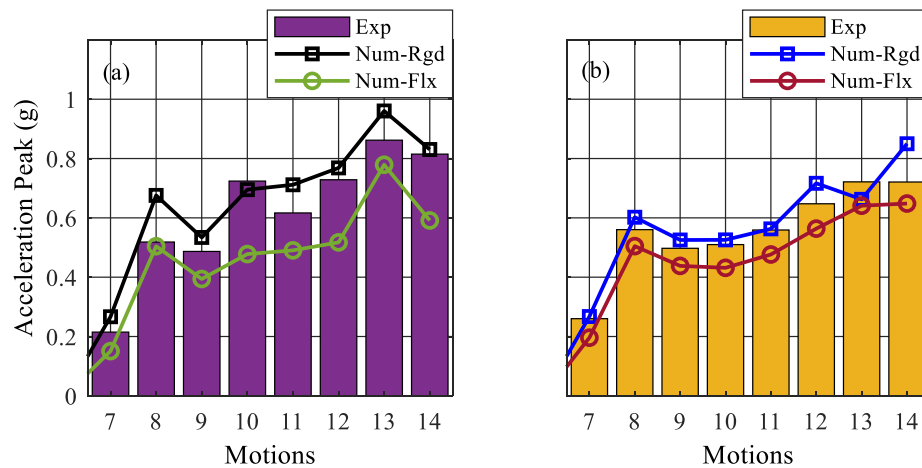 Exp
Num-Rgd
Num-Flx
(a)
Acceleration Peak (g)
1
0.8
0.6
0.4
0.2
0
7 8 9 10 11 12 13 14
Motions
Exp
Num-Rgd
Num-Flx
(b)
7 8 9 10 11 12 13 14
Motions